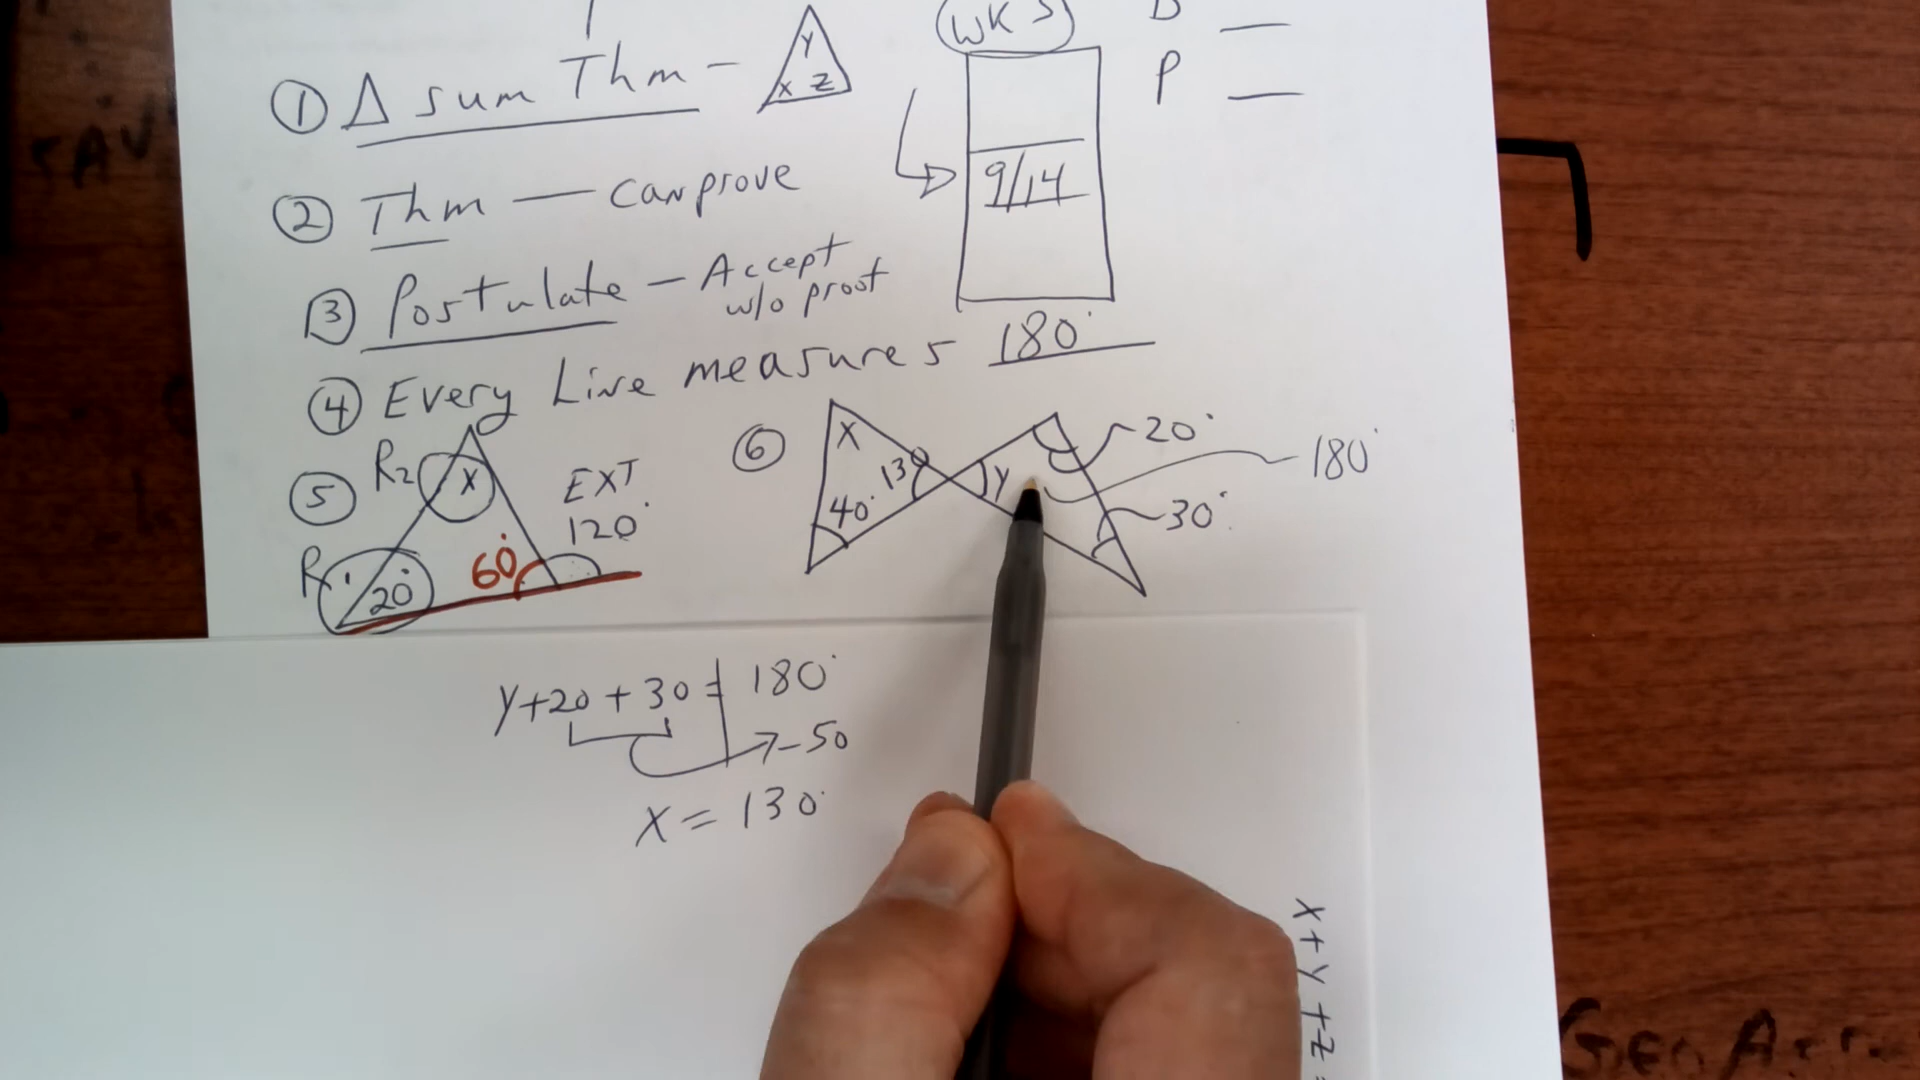 WK 5
D
P
① Δ sum Thm -
Y
X Z
9/14
② Thm — can prove
③ Postulate - Accept
w/o proof
④ Every Line measures 180°
⑤ R2 X EXT
120°
R1 20° 60°
⑥ X 130 40° Y 20° 180° 30°
Y+20 + 30 = 180°
-50
X = 130°
X + Y + Z =